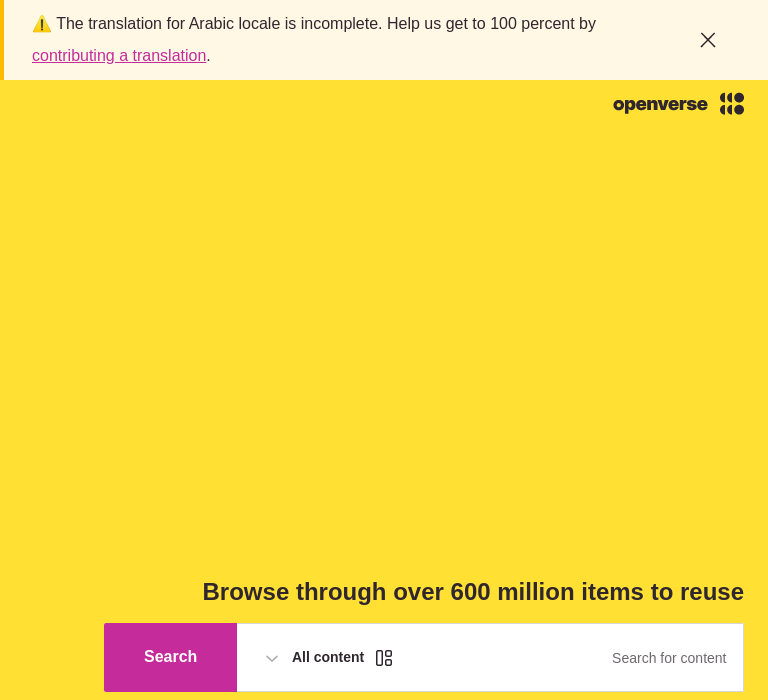 ⚠️ The translation for Arabic locale is incomplete. Help us get to 100 percent by
contributing a translation.
openverse
Browse through over 600 million items to reuse
Search All content Search for content